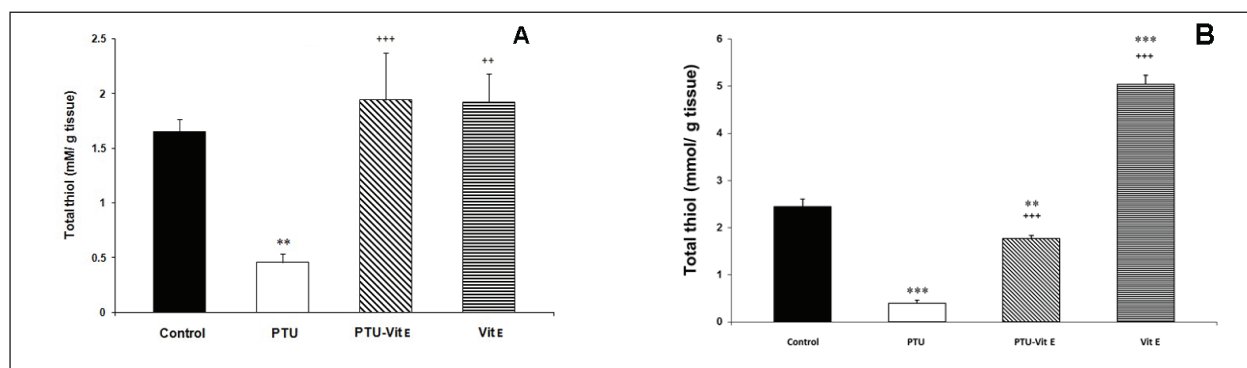 A
Total thiol (mM/ g tissue)
2.5
2
1.5
1
0.5
0
**
+++
++
Control
PTU
PTU-Vit E
Vit E
B
Total thiol (mmol/ g tissue)
6
5
4
3
2
1
0
***
**
+++
***
+++
Control
PTU
PTU-Vit E
Vit E